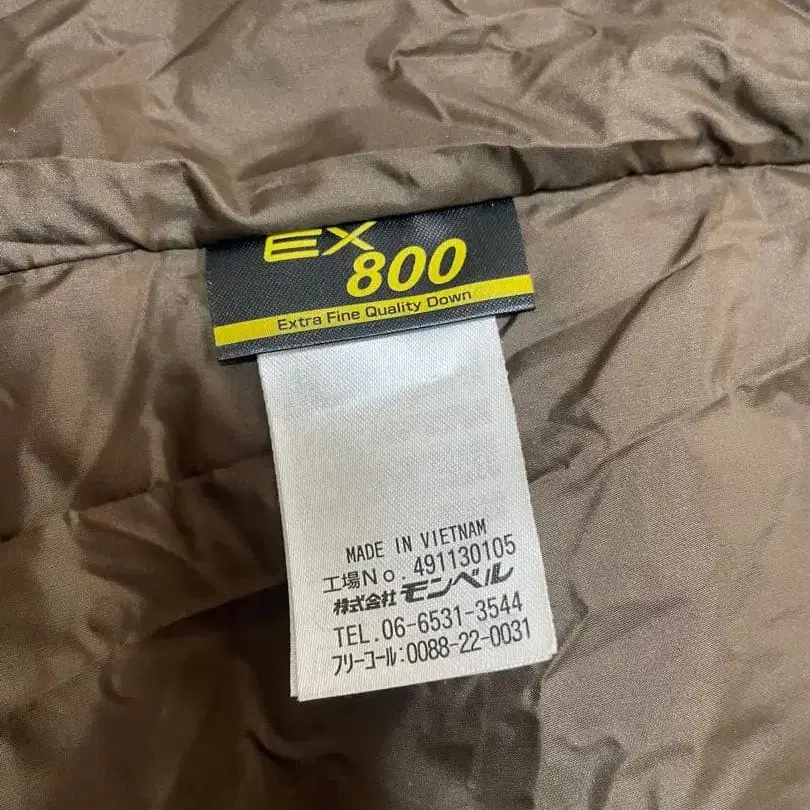 EX
800
Extra Fine Quality Down
MADE IN VIETNAM
工場No. 491130105
株式会社 モンベル
TEL.06-6531-3544
フリーコール:0088-22-0031